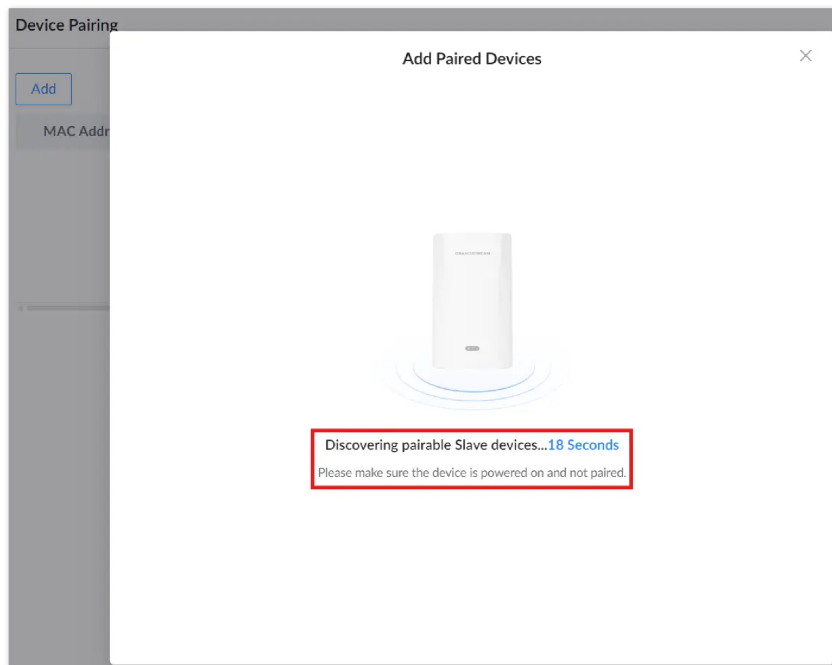 Device Pairing
Add Paired Devices
Add
MAC Addr
Discovering pairable Slave devices...18 Seconds
Please make sure the device is powered on and not paired.